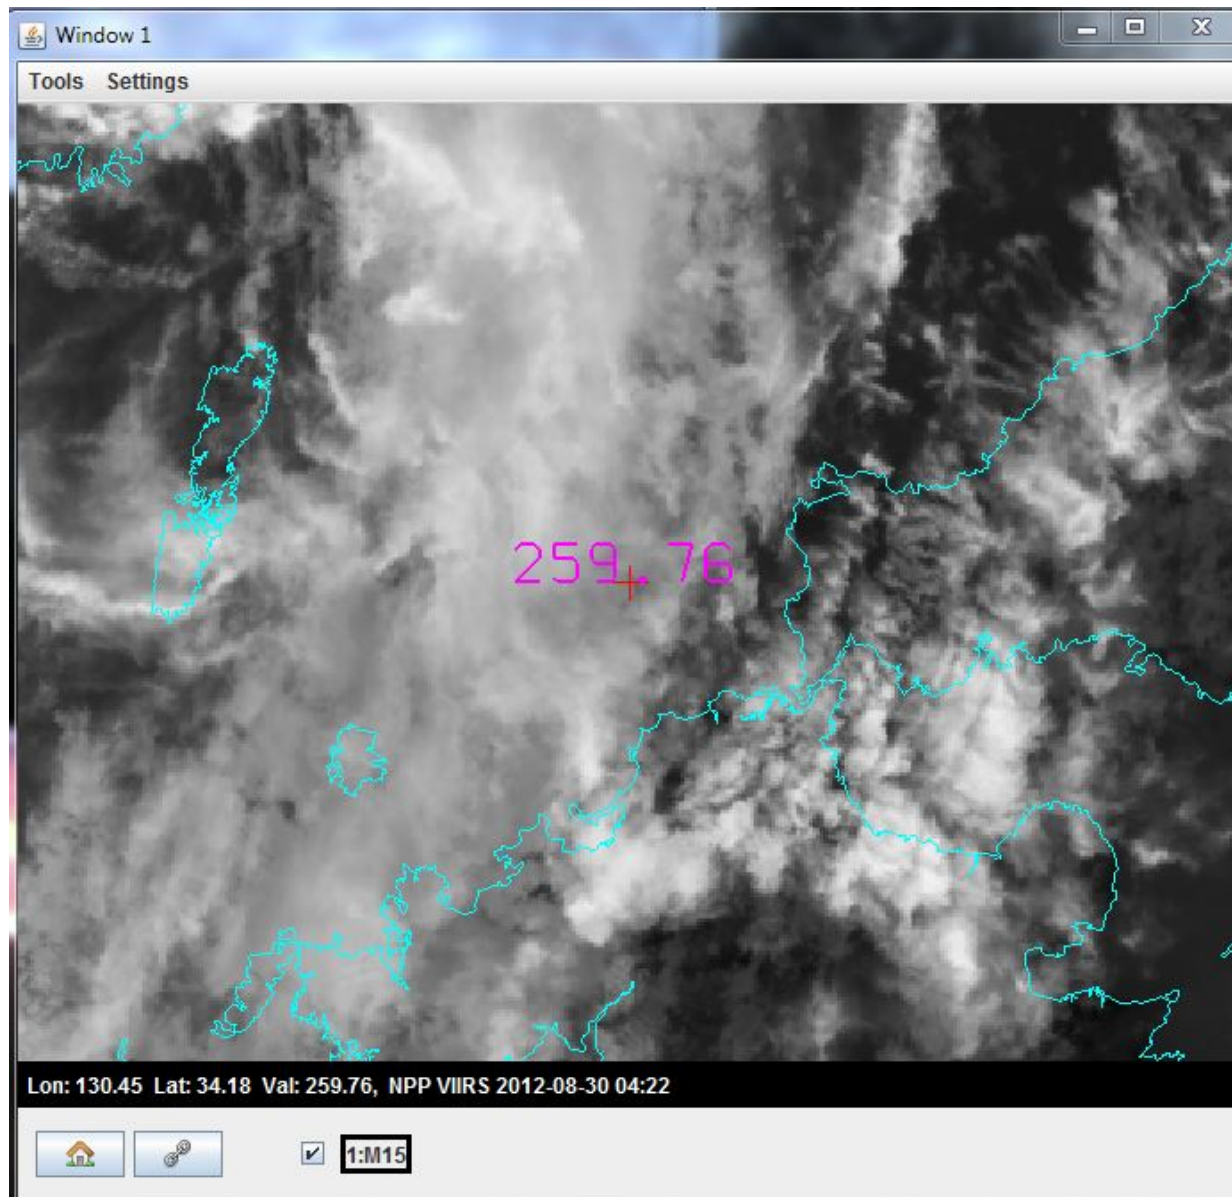 Window 1
Tools Settings
259.76
Lon: 130.45 Lat: 34.18 Val: 259.76, NPP VIIRS 2012-08-30 04:22
1:M15